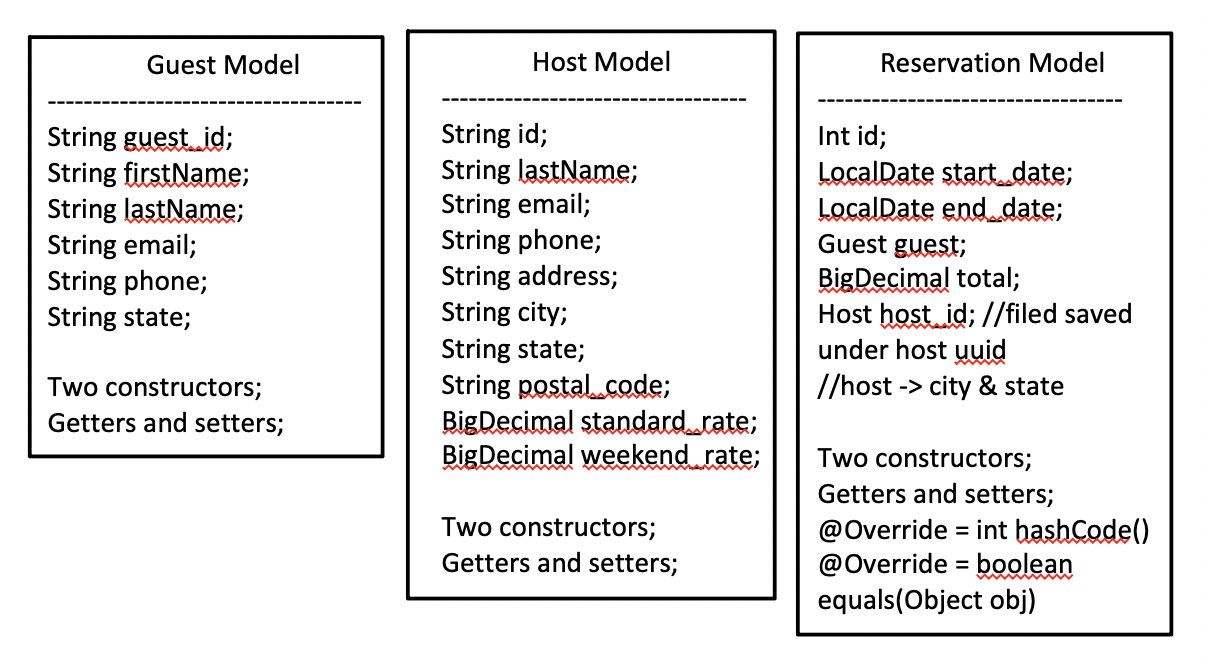 Guest Model
-----------------------------------
String guest_id;
String firstName;
String lastName;
String email;
String phone;
String state;
Two constructors;
Getters and setters;
Host Model
----------------------------------
String id;
String lastName;
String email;
String phone;
String address;
String city;
String state;
String postal_code;
BigDecimal standard_rate;
BigDecimal weekend_rate;
Two constructors;
Getters and setters;
Reservation Model
----------------------------------
Int id;
LocalDate start_date;
LocalDate end_date;
Guest guest;
BigDecimal total;
Host host_id; //filed saved
under host uuid
//host -> city & state
Two constructors;
Getters and setters;
@Override = int hashCode()
@Override = boolean
equals(Object obj)